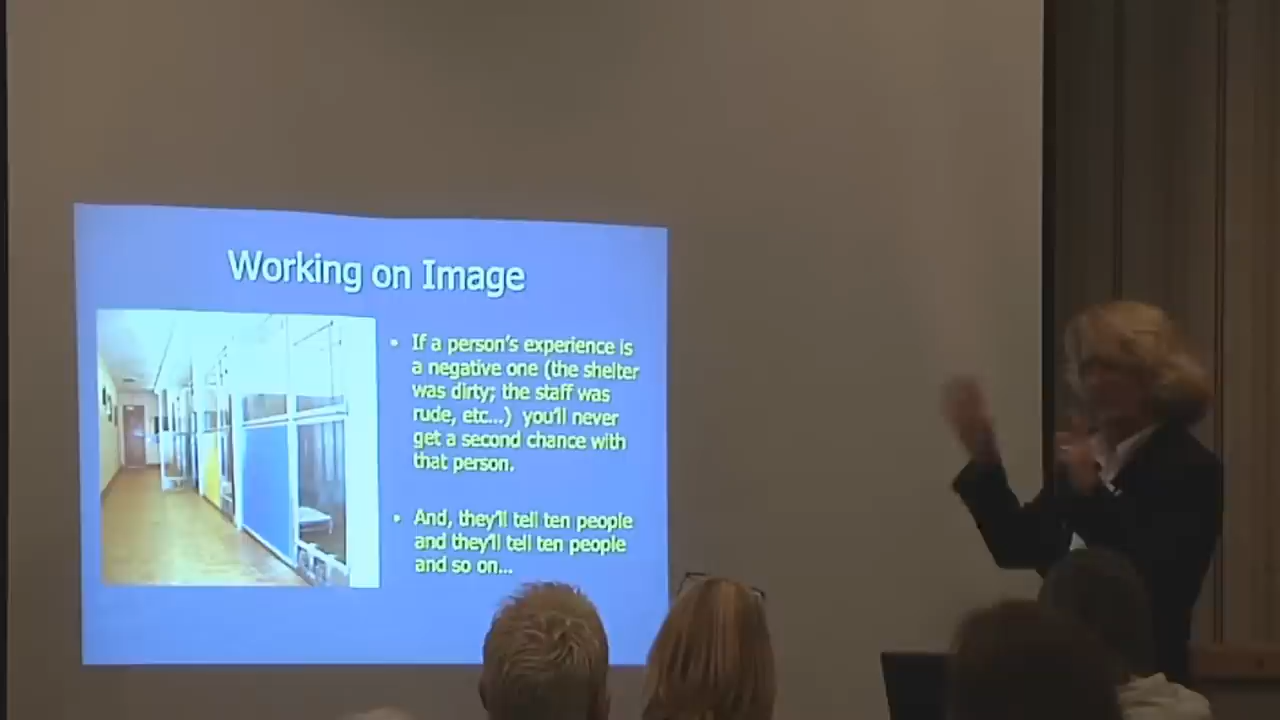 Working on Image
• If a person's experience is
a negative one (the shelter
was dirty; the staff was
rude, etc...) you'll never
get a second chance with
that person.
• And, they'll tell ten people
and they'll tell ten people
and so on...